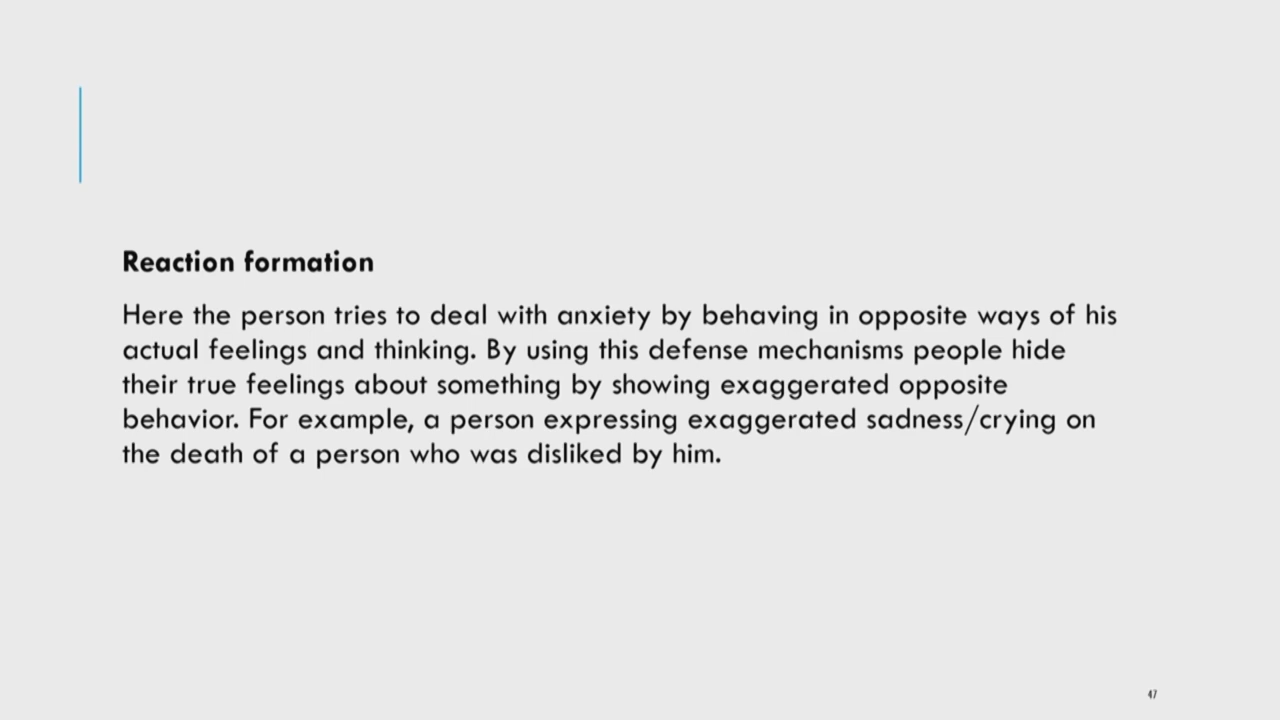 Reaction formation
Here the person tries to deal with anxiety by behaving in opposite ways of his
actual feelings and thinking. By using this defense mechanisms people hide
their true feelings about something by showing exaggerated opposite
behavior. For example, a person expressing exaggerated sadness/crying on
the death of a person who was disliked by him.
47